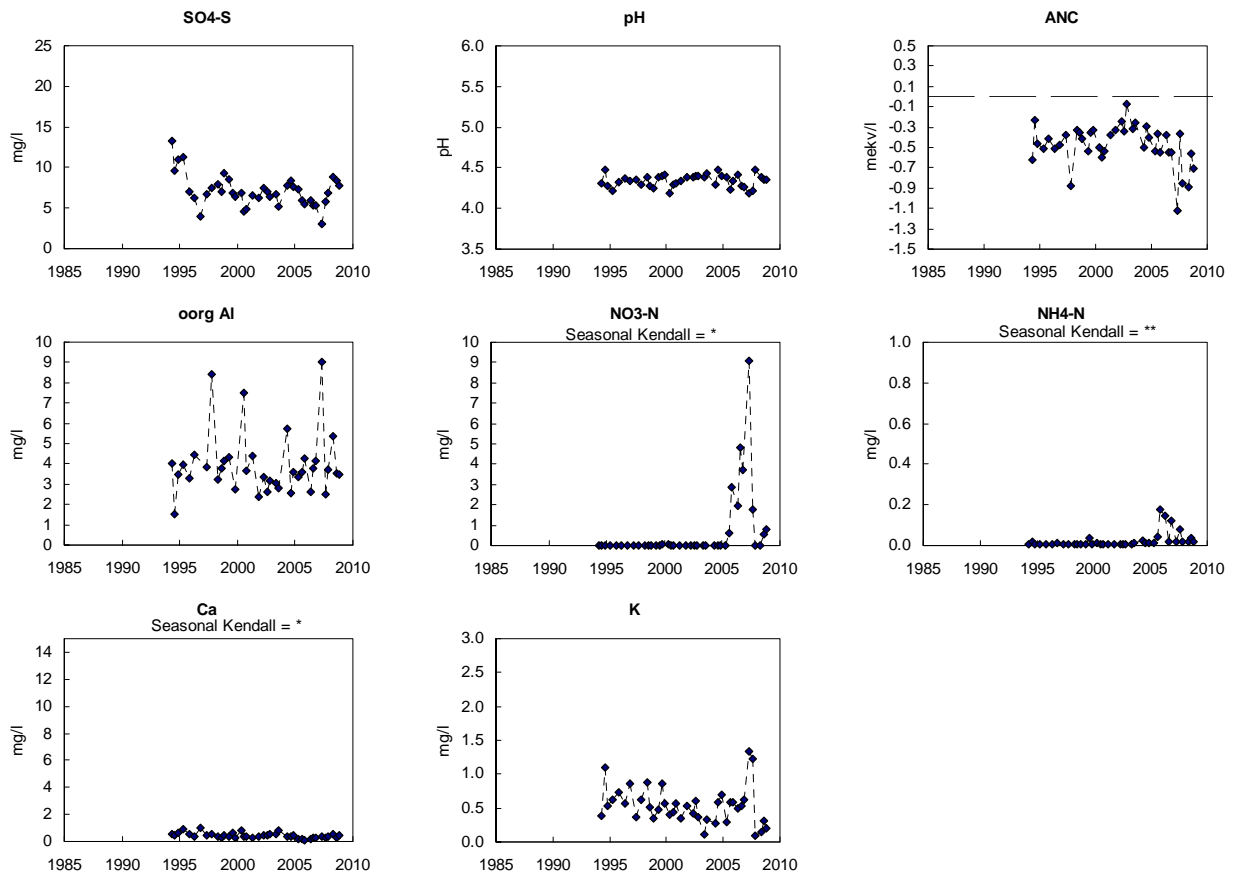 SO4-S
25
20
15
10
5
0
mg/l
1985 1990 1995 2000 2005 2010
pH
6.0
5.5
5.0
4.5
4.0
3.5
pH
1985 1990 1995 2000 2005 2010
ANC
0.5
0.3
0.1
-0.1
-0.3
-0.5
-0.7
-0.9
-1.1
-1.3
-1.5
mekv/l
1985 1990 1995 2000 2005 2010
oorg Al
10
9
8
7
6
5
4
3
2
1
0
mg/l
1985 1990 1995 2000 2005 2010
NO3-N
Seasonal Kendall = *
10
9
8
7
6
5
4
3
2
1
0
mg/l
1985 1990 1995 2000 2005 2010
NH4-N
Seasonal Kendall = **
1.0
0.8
0.6
0.4
0.2
0.0
mg/l
1985 1990 1995 2000 2005 2010
Ca
Seasonal Kendall = *
14
12
10
8
6
4
2
0
mg/l
1985 1990 1995 2000 2005 2010
K
3.0
2.5
2.0
1.5
1.0
0.5
0.0
mg/l
1985 1990 1995 2000 2005 2010